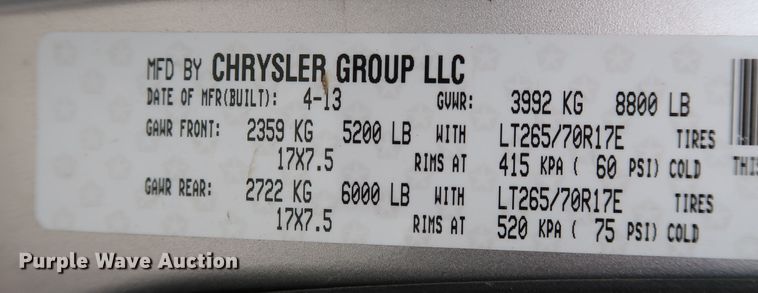 MFD BY CHRYSLER GROUP LLC
DATE OF MFR(BUILT): 4-13 GVWR: 3992 KG 8800 LB
GAWR FRONT: 2359 KG 5200 LB WITH LT265/70R17E TIRES
17X7.5 RIMS AT 415 KPA ( 60 PSI) COLD THIS
GAWR REAR: 2722 KG 6000 LB WITH LT265/70R17E TIRES
17X7.5 RIMS AT 520 KPA ( 75 PSI) COLD
Purple Wave Auction